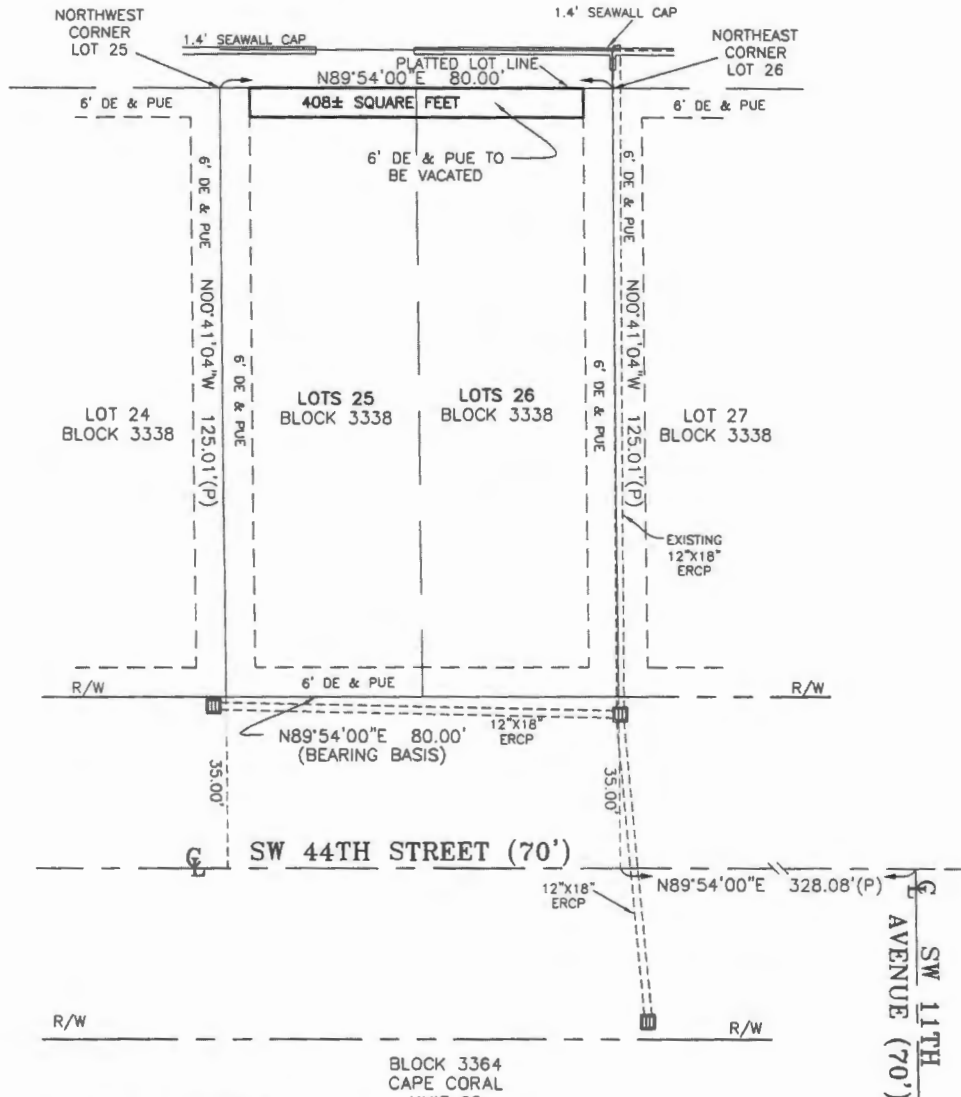 NORTHWEST
CORNER
LOT 25
1.4' SEAWALL CAP
1.4' SEAWALL CAP
NORTHEAST
CORNER
LOT 26
PLATTED LOT LINE
N89°54'00"E 80.00'
6' DE & PUE
408± SQUARE FEET
6' DE & PUE
6' DE & PUE TO
BE VACATED
6' DE & PUE
N00°41'04"W 125.01'(P)
6' DE & PUE
6' DE & PUE
6' DE & PUE
N00°41'04"W 125.01'(P)
LOT 24
BLOCK 3338
LOTS 25
BLOCK 3338
LOTS 26
BLOCK 3338
LOT 27
BLOCK 3338
EXISTING
12"X18"
ERCP
R/W
6' DE & PUE
R/W
N89°54'00"E 80.00'
(BEARING BASIS)
12"X18"
ERCP
35.00'
35.00'
CL
SW 44TH STREET (70')
12"X18"
ERCP
N89°54'00"E 328.08'(P)
CL
SW 11TH
AVENUE (70')
R/W
R/W
BLOCK 3364
CAPE CORAL